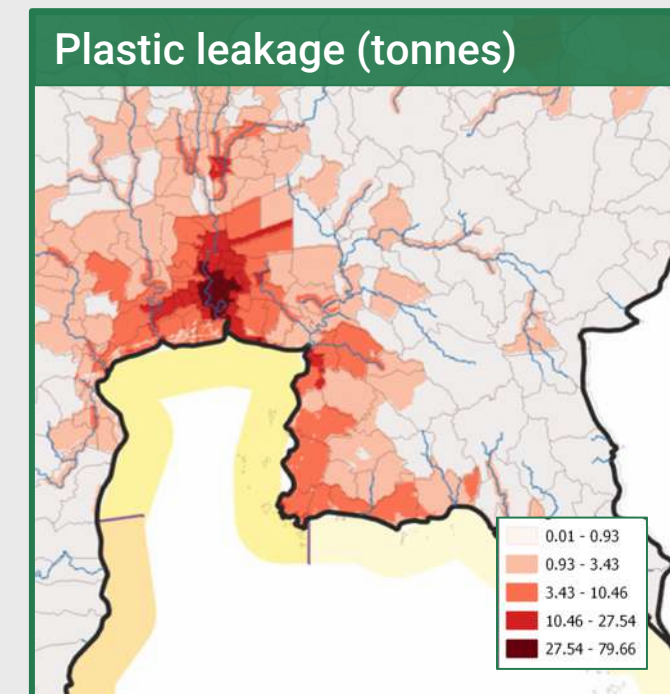 Plastic leakage (tonnes)
0.01 - 0.93
0.93 - 3.43
3.43 - 10.46
10.46 - 27.54
27.54 - 79.66